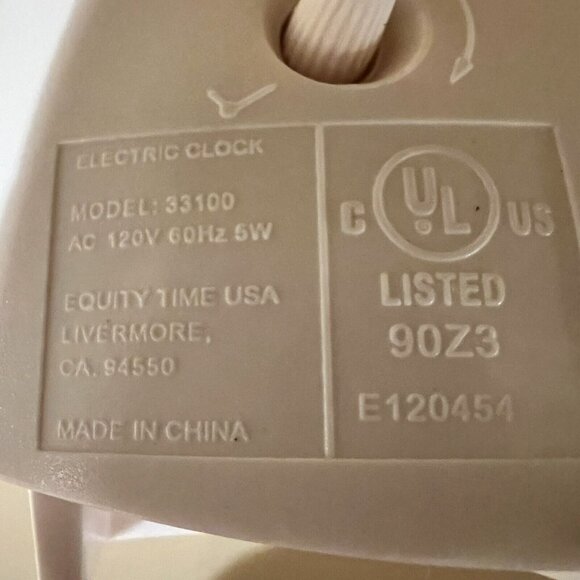 ELECTRIC CLOCK
MODEL: 33100
AC 120V 60Hz 5W
EQUITY TIME USA
LIVERMORE,
CA. 94550
MADE IN CHINA
C UL US
LISTED
90Z3
E120454